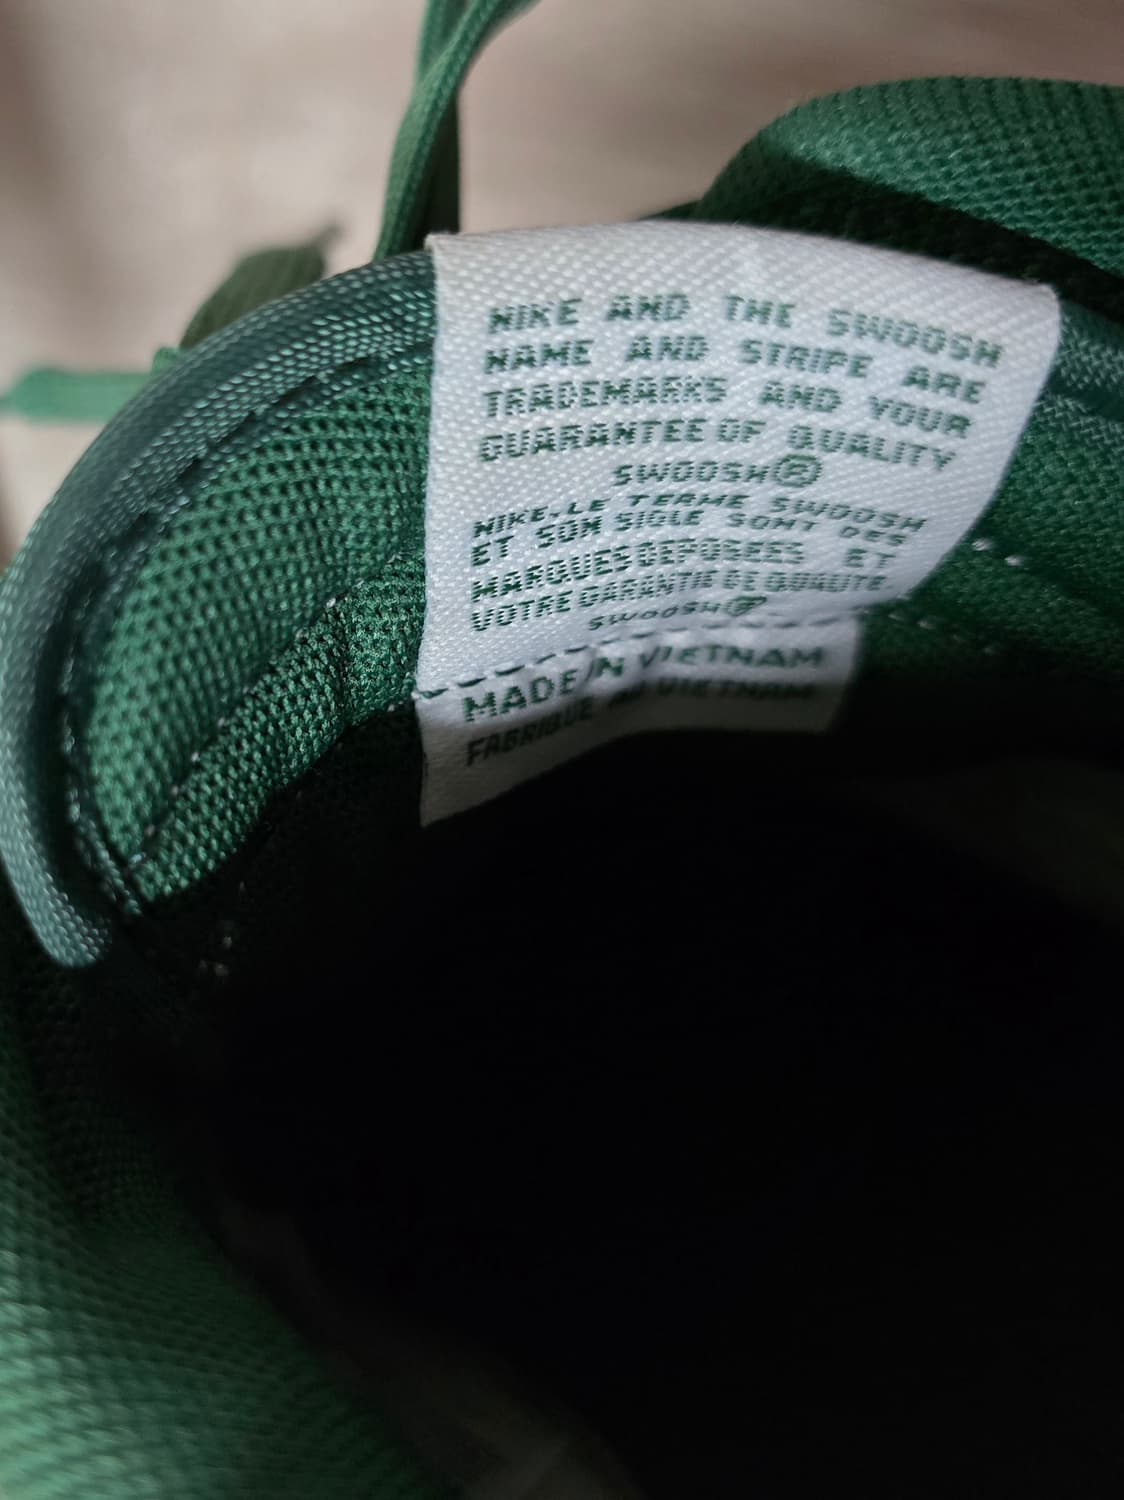 NIKE AND THE SWOOSH
NAME AND STRIPE ARE
TRADEMARKS AND YOUR
GUARANTEE OF QUALITY
SWOOSH®
NIKE-LE TERME SWOOSH
ET SON SIGLE SONT DES
MARQUES DEPOSEES ET
VOTRE GARANTIE DE QUALITE
SWOOSH®
MADE IN VIETNAM
FABRIQUE AU VIETNAM